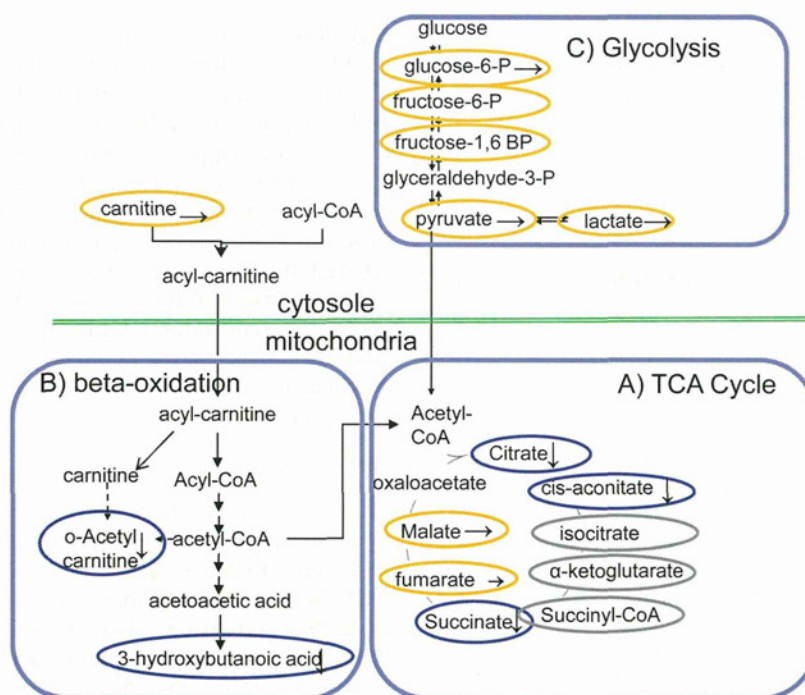 glucose
C) Glycolysis
glucose-6-P →
fructose-6-P
fructose-1,6 BP
glyceraldehyde-3-P
pyruvate →
lactate →
carnitine →
acyl-CoA
acyl-carnitine
cytosole
mitochondria
B) beta-oxidation
acyl-carnitine
carnitine
Acyl-CoA
o-Acetyl
carnitine ↓
acetyl-CoA
acetoacetic acid
3-hydroxybutanoic acid ↓
A) TCA Cycle
Acetyl-
CoA
Citrate ↓
oxaloacetate
cis-aconitate ↓
Malate →
isocitrate
fumarate →
α-ketoglutarate
Succinate ↓
Succinyl-CoA